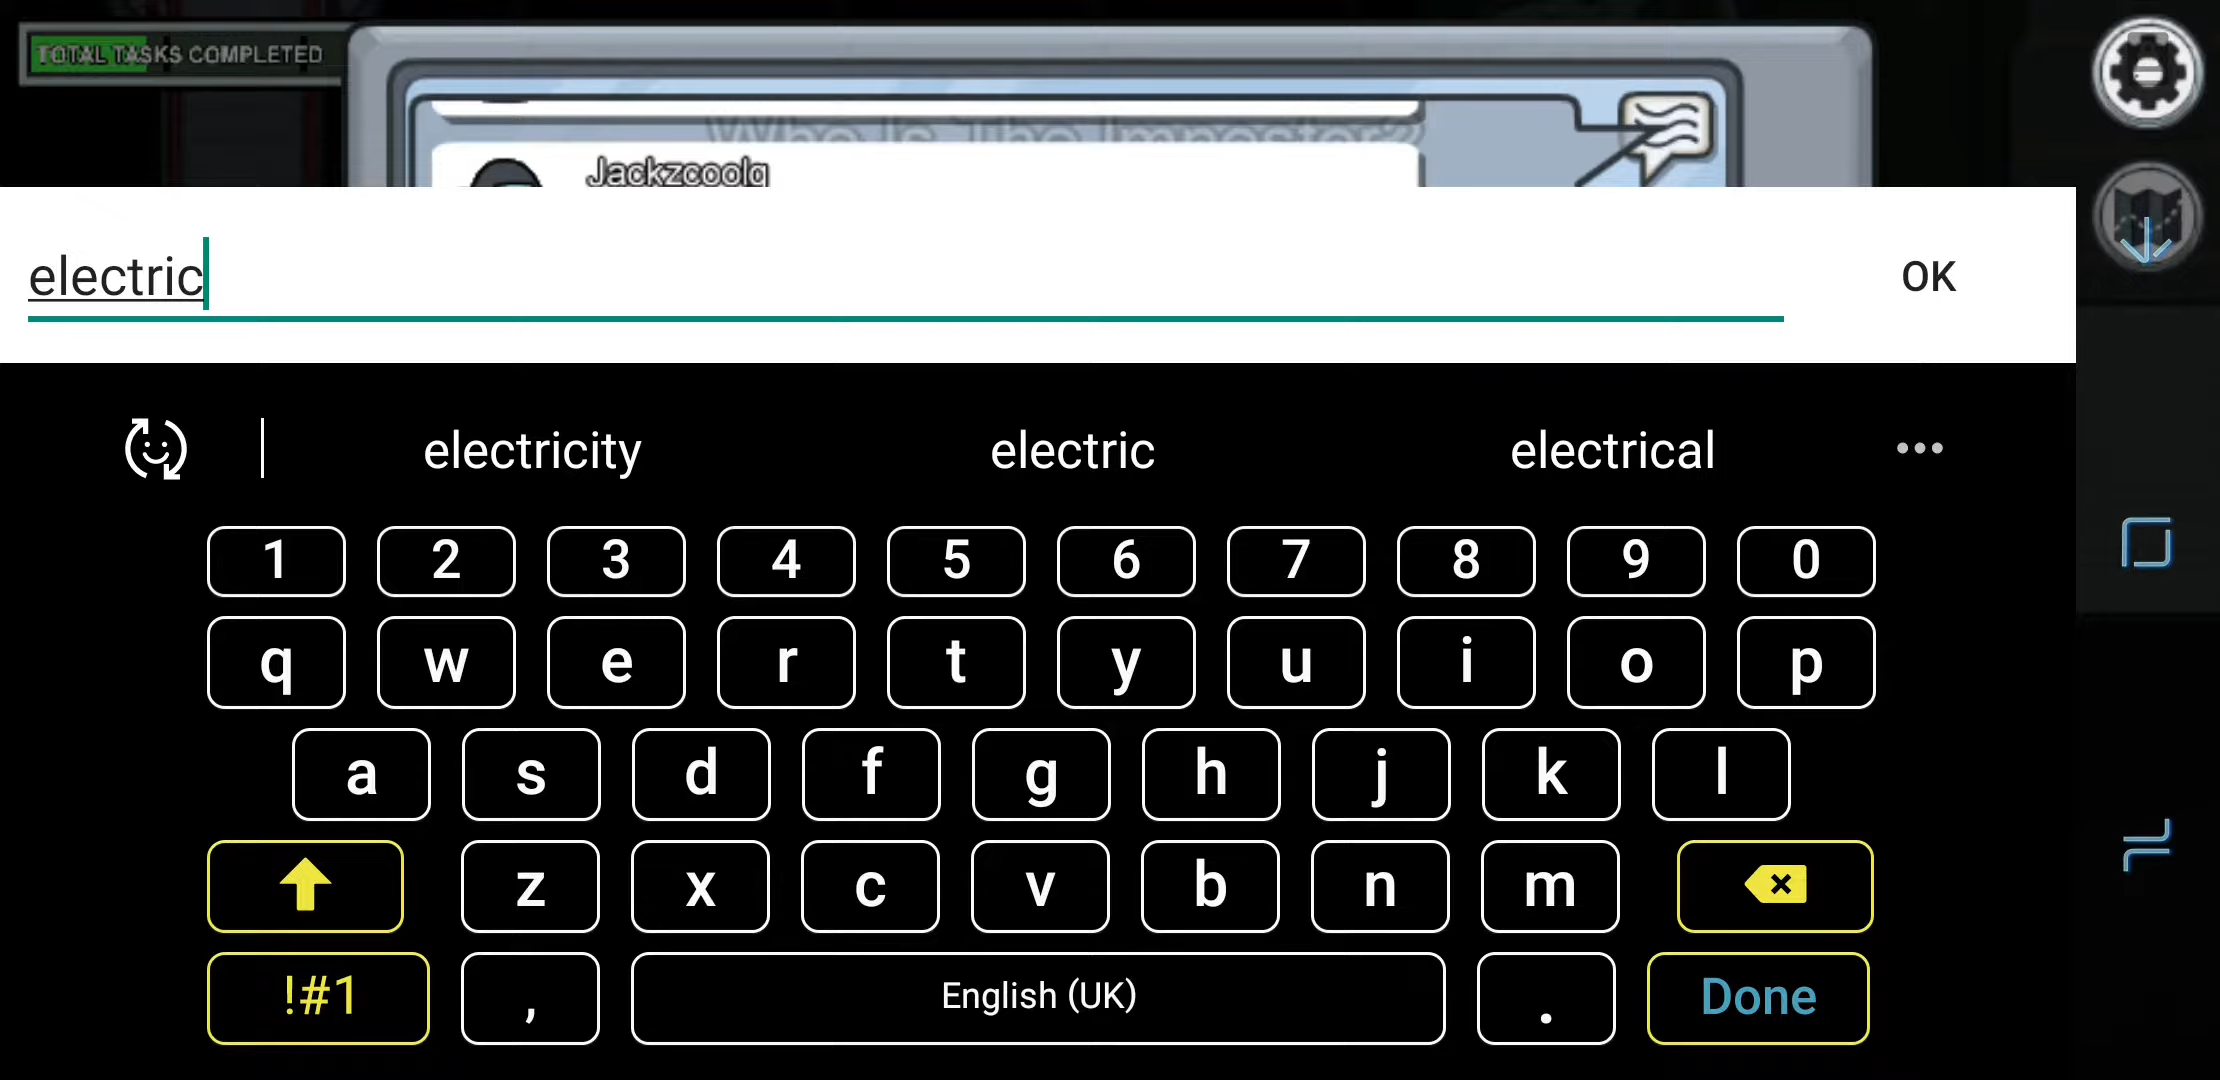 TOTAL TASKS COMPLETED
Who Is The Impostor?
Jackzcoolg
electric
OK
electricity electric electrical
1 2 3 4 5 6 7 8 9 0
q w e r t y u i o p
a s d f g h j k l
z x c v b n m
!#1 , English (UK) . Done